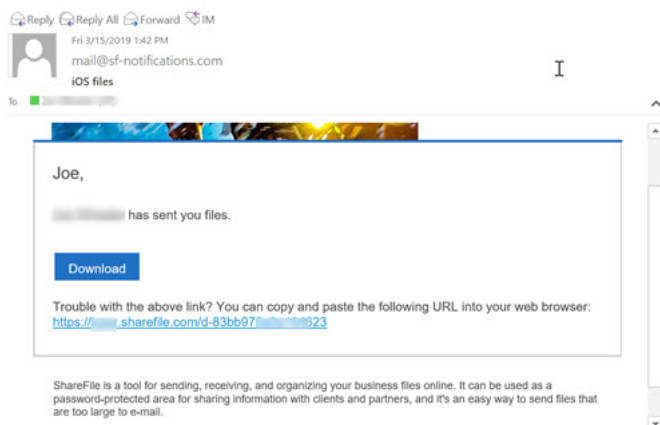 Reply Reply All Forward IM
Fri 3/15/2019 1:42 PM
mail@sf-notifications.com
iOS files
To
Joe,
has sent you files.
Download
Trouble with the above link? You can copy and paste the following URL into your web browser:
https:// .sharefile.com/d-83bb97 623
ShareFile is a tool for sending, receiving, and organizing your business files online. It can be used as a
password-protected area for sharing information with clients and partners, and it's an easy way to send files that
are too large to e-mail.